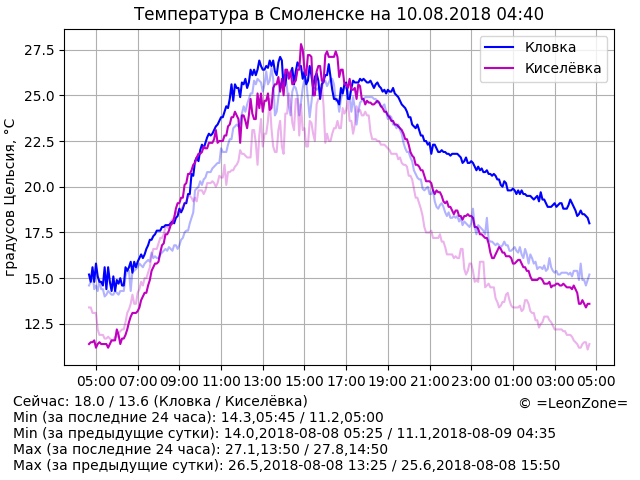 Температура в Смоленске на 10.08.2018 04:40
градусов Цельсия, °C
27.5
25.0
22.5
20.0
17.5
15.0
12.5
Кловка
Киселёвка
05:00 07:00 09:00 11:00 13:00 15:00 17:00 19:00 21:00 23:00 01:00 03:00 05:00
Сейчас: 18.0 / 13.6 (Кловка / Киселёвка)
© =LeonZone=
Min (за последние 24 часа): 14.3,05:45 / 11.2,05:00
Min (за предыдущие сутки): 14.0,2018-08-08 05:25 / 11.1,2018-08-09 04:35
Max (за последние 24 часа): 27.1,13:50 / 27.8,14:50
Max (за предыдущие сутки): 26.5,2018-08-08 13:25 / 25.6,2018-08-08 15:50